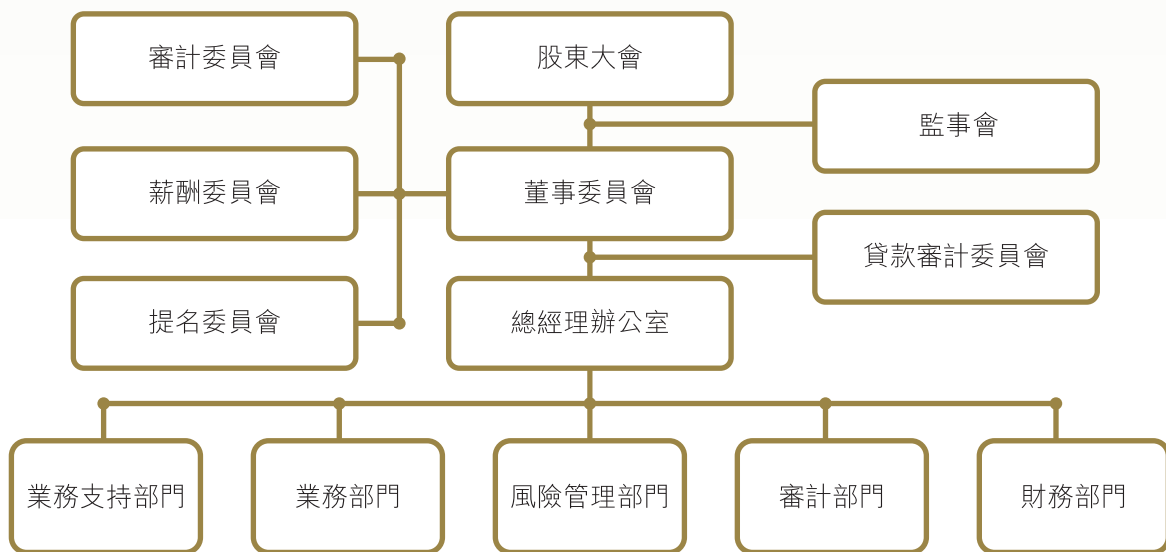 審計委員會
股東大會
監事會
薪酬委員會
董事委員會
貸款審計委員會
提名委員會
總經理辦公室
業務支持部門
業務部門
風險管理部門
審計部門
財務部門